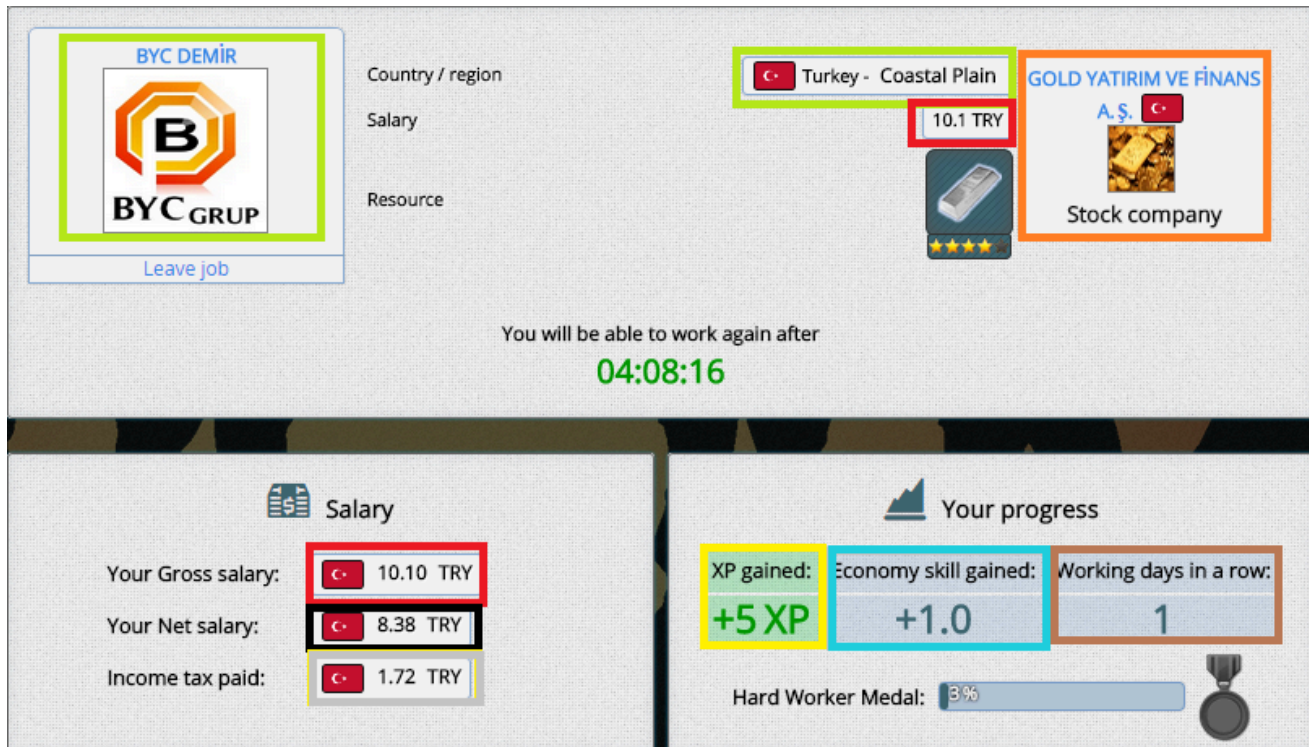 BYC DEMİR
B
BYC GRUP
Leave job
Country / region
Turkey - Coastal Plain
Salary
10.1 TRY
Resource
GOLD YATIRIM VE FİNANS
A. Ş.
Stock company
You will be able to work again after
04:08:16
Salary
Your Gross salary:
10.10 TRY
Your Net salary:
8.38 TRY
Income tax paid:
1.72 TRY
Your progress
XP gained:
+5 XP
Economy skill gained:
+1.0
Working days in a row:
1
Hard Worker Medal:
3%